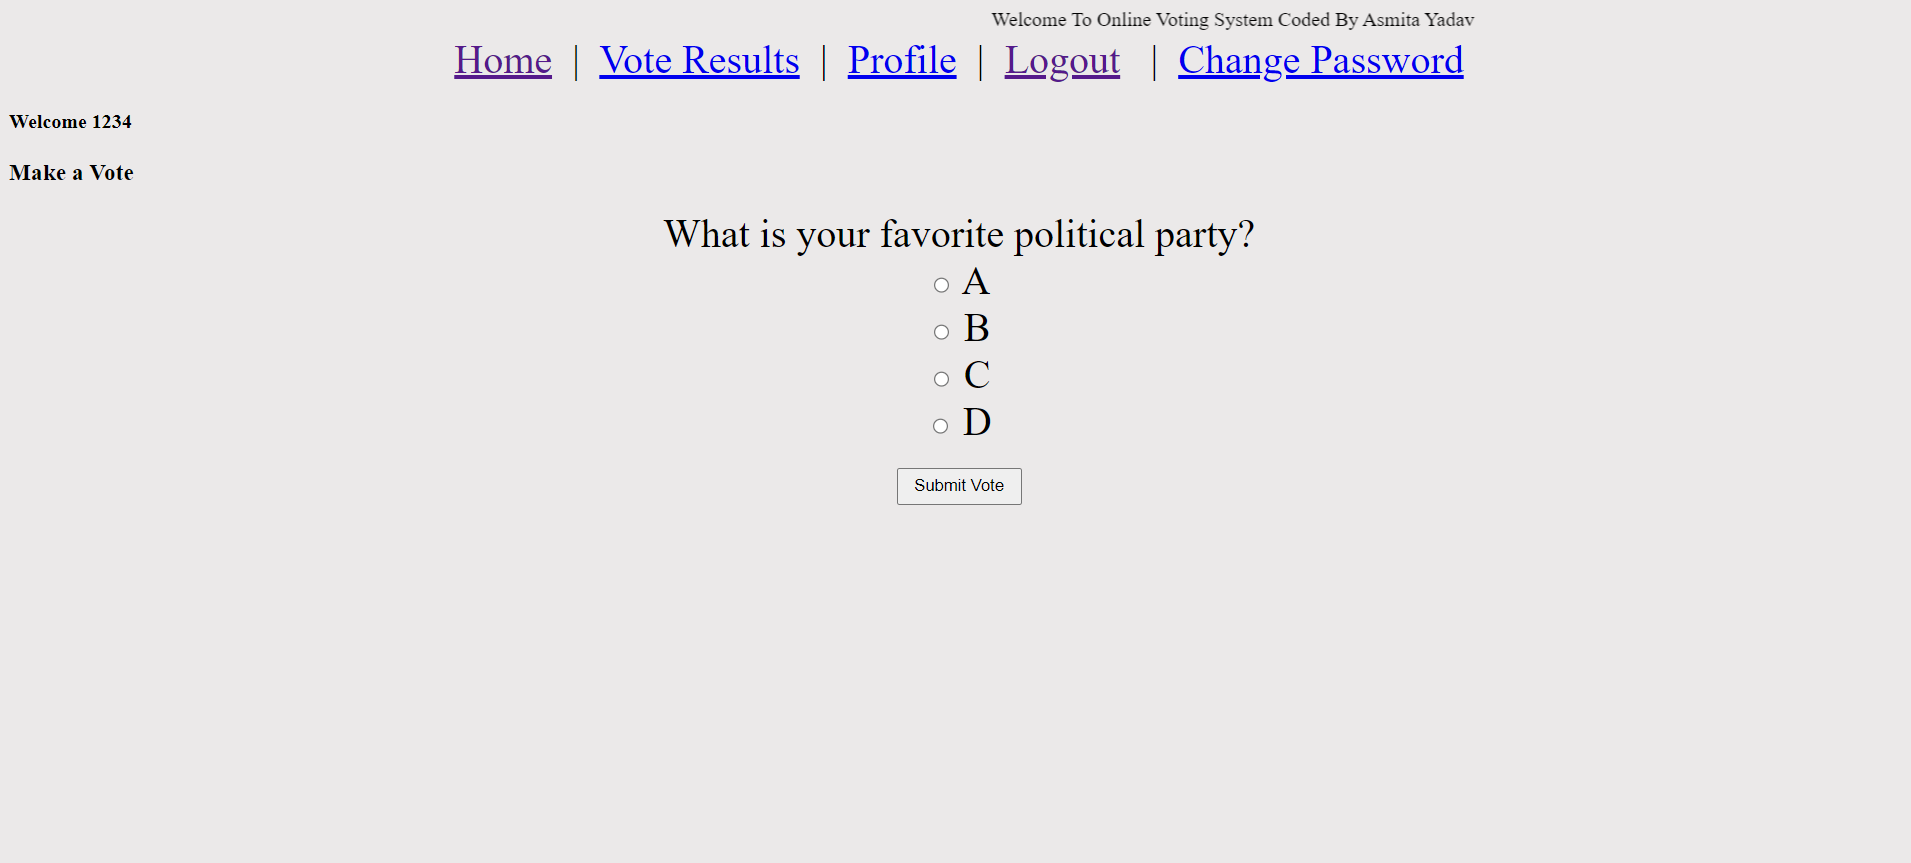 Welcome To Online Voting System Coded By Asmita Yadav
Home | Vote Results | Profile | Logout | Change Password
Welcome 1234
Make a Vote
What is your favorite political party?
A
B
C
D
Submit Vote